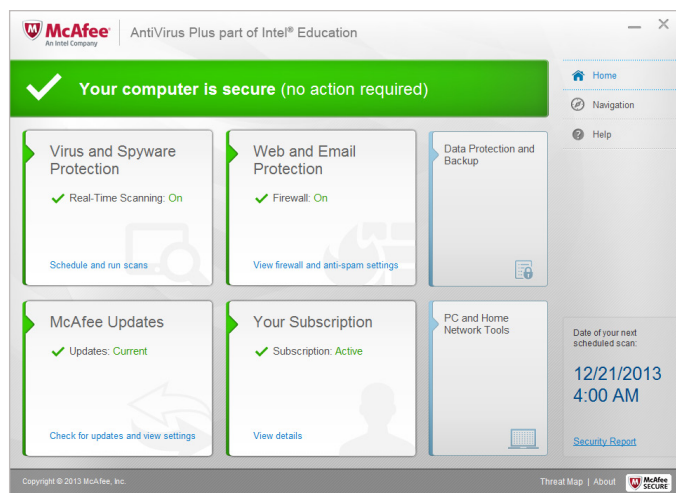 McAfee®
An Intel Company
AntiVirus Plus part of Intel® Education
Your computer is secure (no action required)
Home
Navigation
Help
Virus and Spyware
Protection
Real-Time Scanning: On
Schedule and run scans
Web and Email
Protection
Firewall: On
View firewall and anti-spam settings
Data Protection and
Backup
McAfee Updates
Updates: Current
Check for updates and view settings
Your Subscription
Subscription: Active
View details
PC and Home
Network Tools
Date of your next
scheduled scan:
12/21/2013
4:00 AM
Security Report
Copyright © 2013 McAfee, Inc.
Threat Map | About
McAfee
SECURE